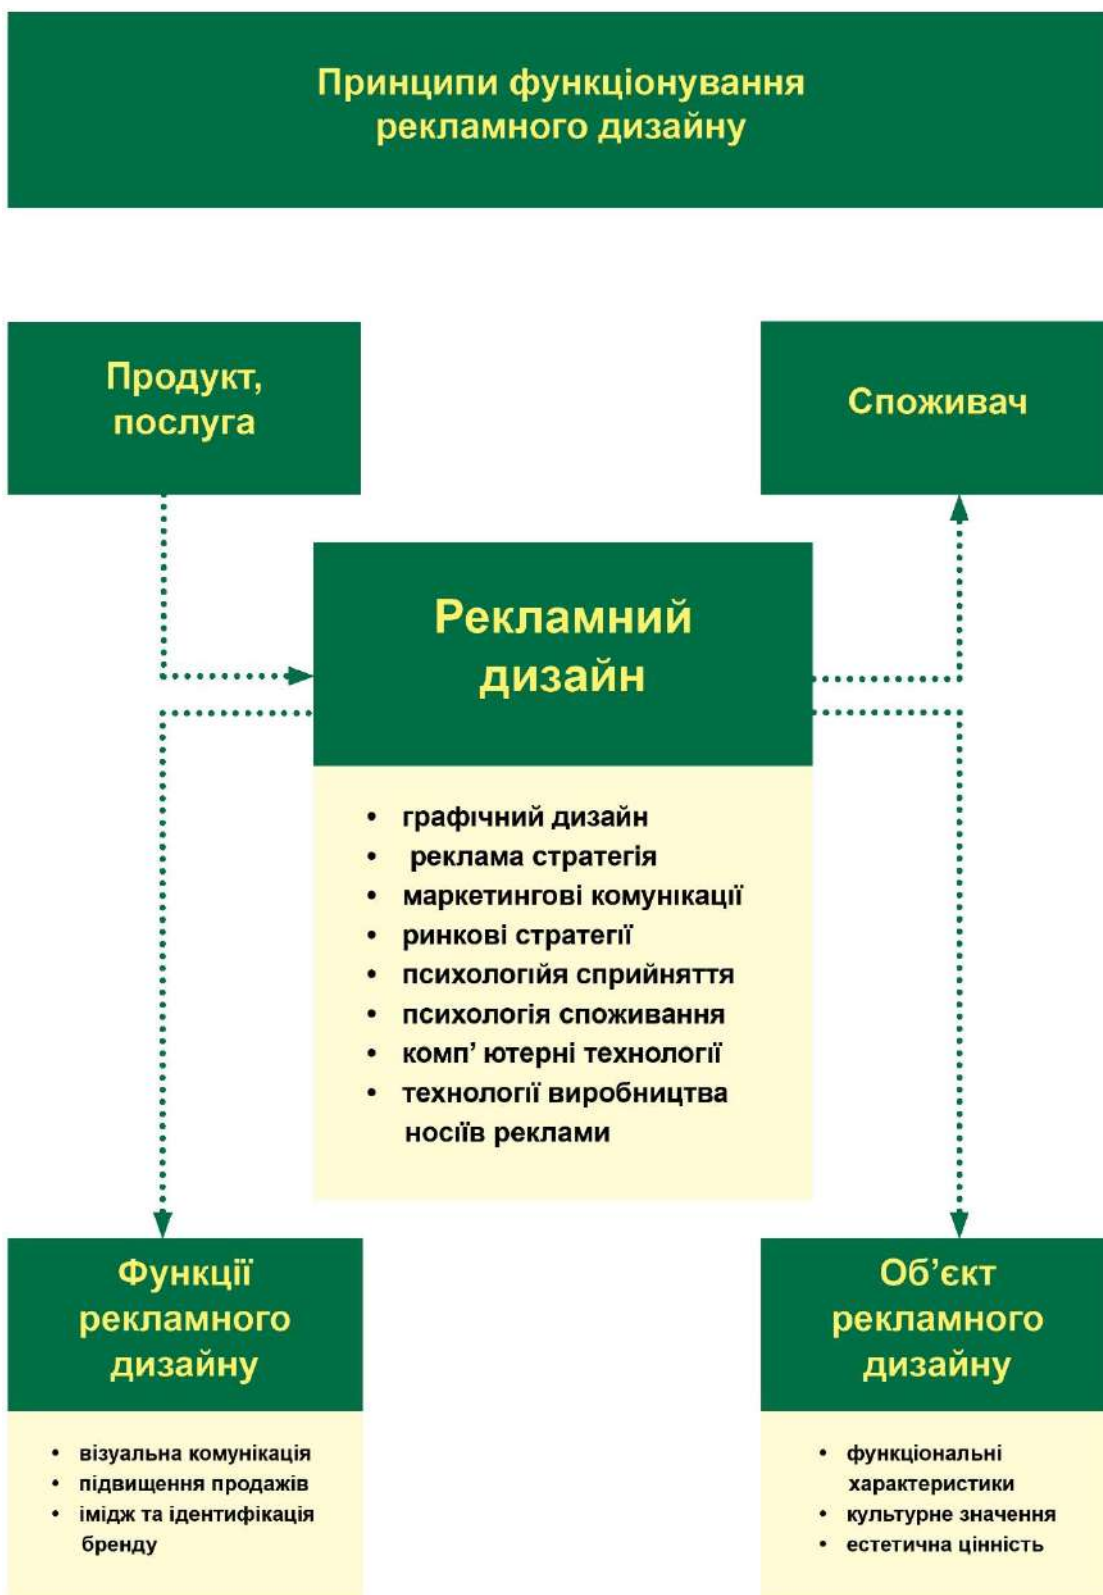 Принципи функціонування
рекламного дизайну
Продукт,
послуга
Споживач
Рекламний
дизайн
• графічний дизайн
• реклама стратегія
• маркетингові комунікації
• ринкові стратегії
• психологійя сприйняття
• психологія споживання
• комп’ ютерні технології
• технології виробництва
носіїв реклами
Функції
рекламного
дизайну
• візуальна комунікація
• підвищення продажів
• імідж та ідентифікація
бренду
Об’єкт
рекламного
дизайну
• функціональні
характеристики
• культурне значення
• естетична цінність